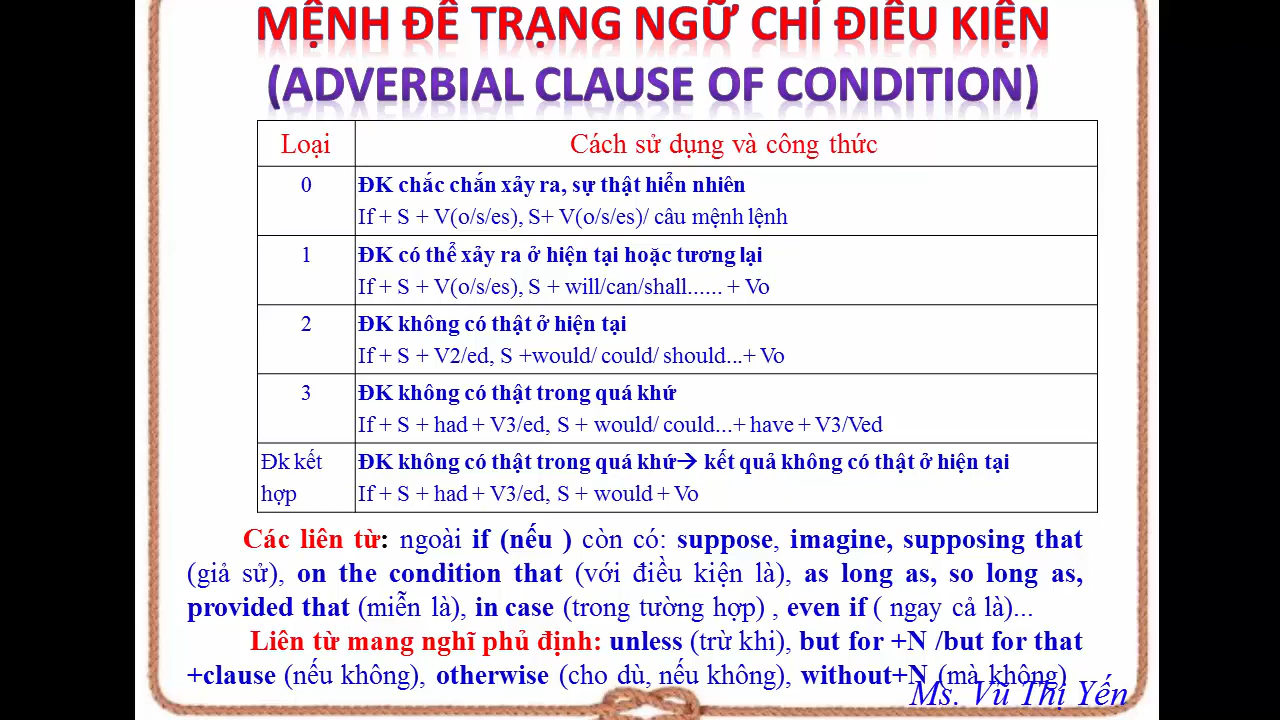 MỆNH ĐỀ TRẠNG NGỮ CHỈ ĐIỀU KIỆN
(ADVERBIAL CLAUSE OF CONDITION)
Loại Cách sử dụng và công thức
0 ĐK chắc chắn xảy ra, sự thật hiển nhiên
If + S + V(o/s/es), S+ V(o/s/es)/ câu mệnh lệnh
1 ĐK có thể xảy ra ở hiện tại hoặc tương lại
If + S + V(o/s/es), S + will/can/shall...... + Vo
2 ĐK không có thật ở hiện tại
If + S + V2/ed, S +would/ could/ should...+ Vo
3 ĐK không có thật trong quá khứ
If + S + had + V3/ed, S + would/ could...+ have + V3/Ved
Đk kết ĐK không có thật trong quá khứ→ kết quả không có thật ở hiện tại
hợp If + S + had + V3/ed, S + would + Vo
Các liên từ: ngoài if (nếu ) còn có: suppose, imagine, supposing that
(giả sử), on the condition that (với điều kiện là), as long as, so long as,
provided that (miễn là), in case (trong tường hợp) , even if ( ngay cả là)...
Liên từ mang nghĩ phủ định: unless (trừ khi), but for +N /but for that
+clause (nếu không), otherwise (cho dù, nếu không), without+N (mà không)
Ms. Vũ Thị Yến